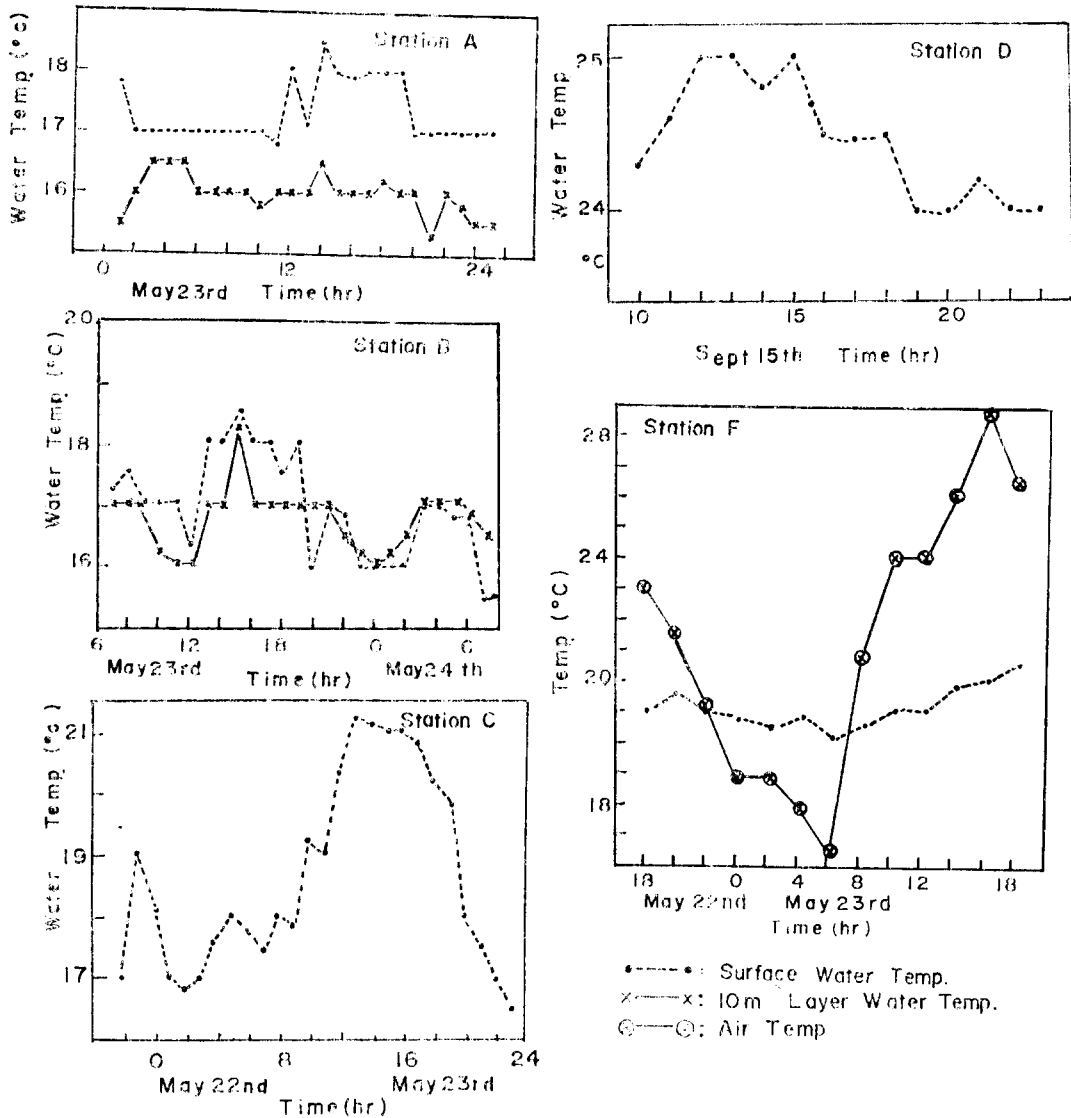 Station A
Water Temp (°C)
18
17
16
0
12
24
May 23rd Time (hr)
Station B
Water Temp (°C)
20
18
16
6
12
18
0
6
May 23rd
May 24th
Time (hr)
Station C
Water Temp (°C)
21
19
17
0
8
16
24
May 22nd
May 23rd
Time (hr)
Station D
Water Temp
°C
25
24
10
15
20
Sept 15th Time (hr)
Station F
Temp (°C)
28
24
20
18
18
0
4
8
12
18
May 22nd
May 23rd
Time (hr)
: Surface Water Temp.
: 10m Layer Water Temp.
: Air Temp